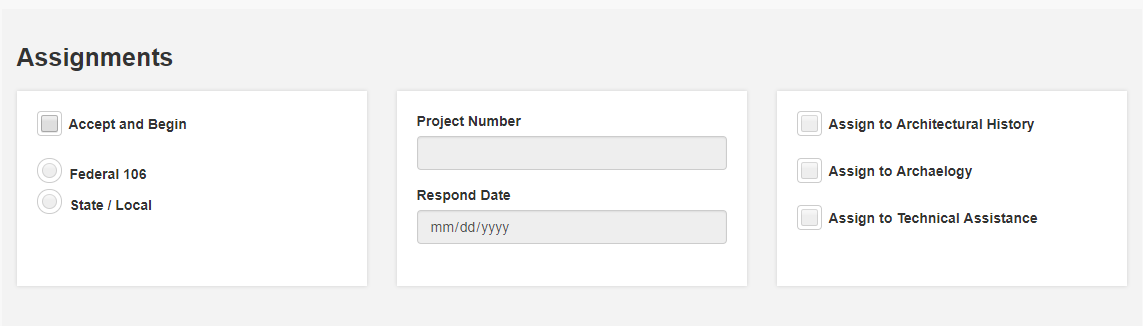 Assignments
Accept and Begin
Federal 106
State / Local
Project Number
Respond Date
mm/dd/yyyy
Assign to Architectural History
Assign to Archaelogy
Assign to Technical Assistance